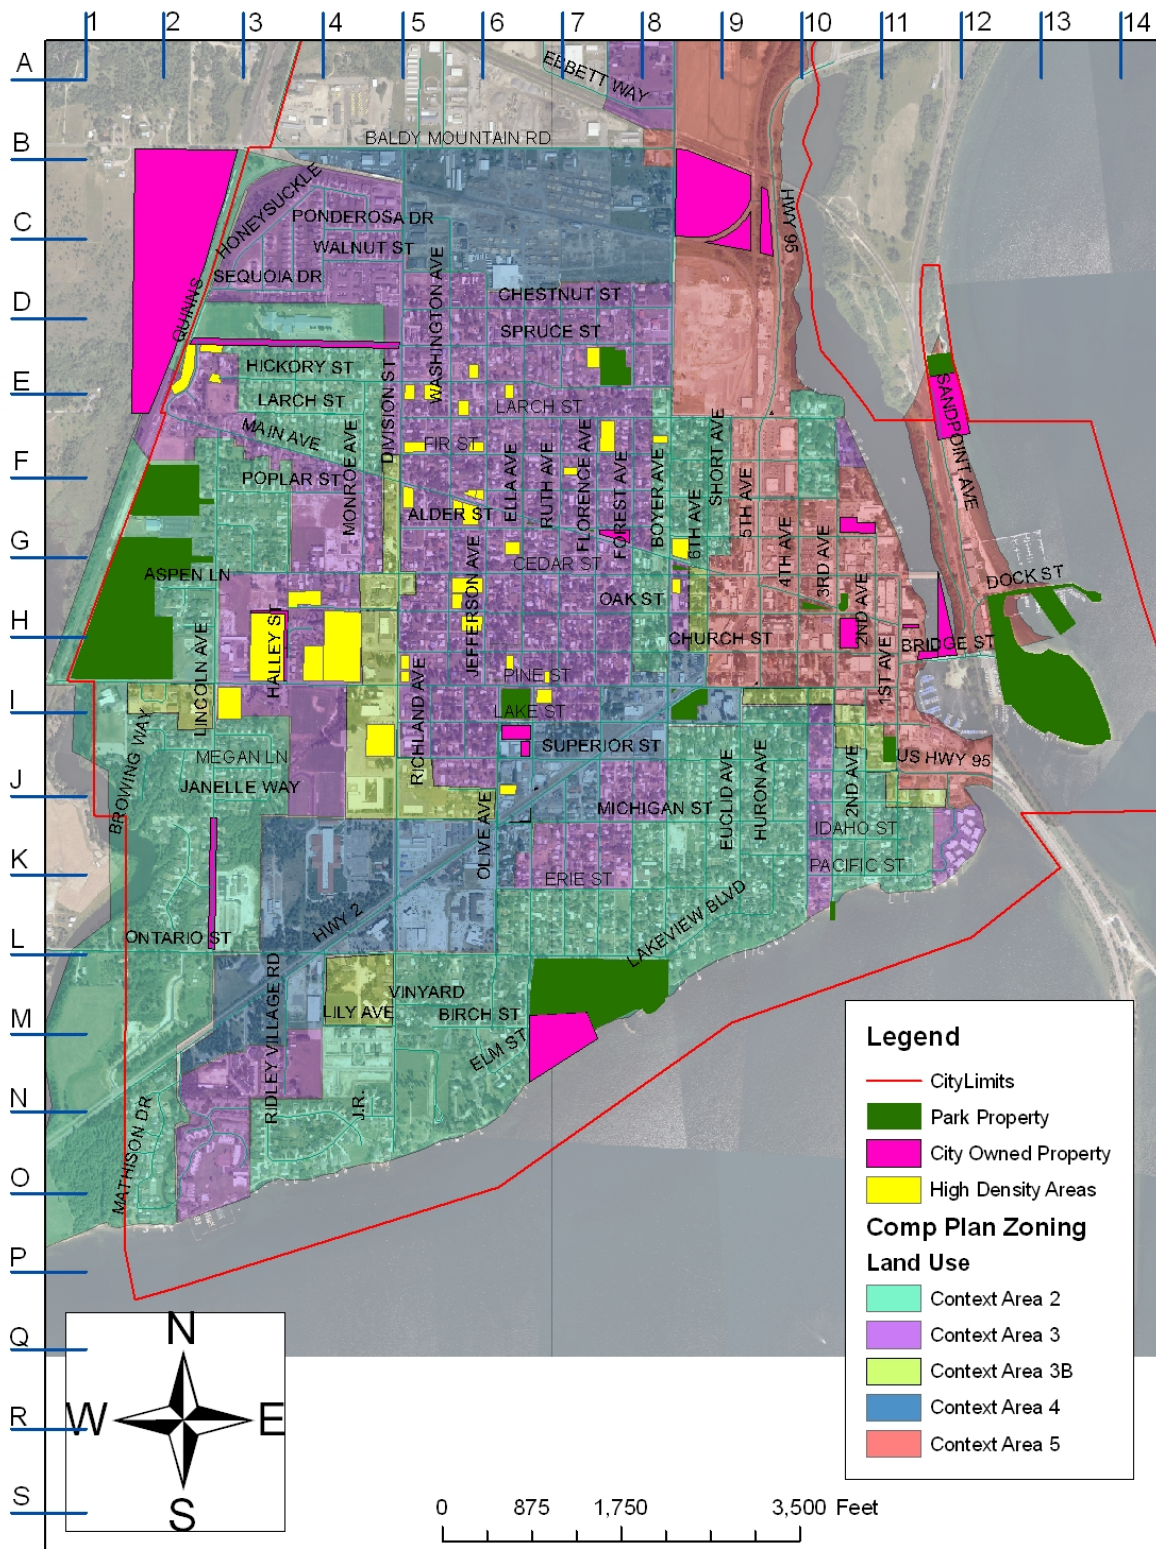 1 2 3 4 5 6 7 8 9 10 11 12 13 14
A
EBBETT WAY
B
BALDY MOUNTAIN RD
C
HONEYSUCKLE
PONDEROSA DR
HWY 95
WALNUT ST
SEQUOIA DR
D
QUINNS
WASHINGTON AVE
CHESTNUT ST
SPRUCE ST
E
HICKORY ST
LARCH ST
DIVISION ST
LARCH ST
SANDPOINT AVE
MAIN AVE
MONROE AVE
FIR ST
F
POPLAR ST
ELLA AVE
RUTH AVE
FLORENCE AVE
FOREST AVE
BOYER AVE
SHORT AVE
6TH AVE
5TH AVE
ALDER ST
G
4TH AVE
3RD AVE
CEDAR ST
ASPEN LN
DOCK ST
JEFFERSON AVE
OAK ST
2ND AVE
H
HALLEY ST
CHURCH ST
BRIDGE ST
LINCOLN AVE
1ST AVE
PINE ST
RICHLAND AVE
I
LAKE ST
BROWING WAY
MEGAN LN
SUPERIOR ST
US HWY 95
J
JANELLE WAY
EUCLID AVE
HURON AVE
2ND AVE
MICHIGAN ST
OLIVE AVE
IDAHO ST
K
PACIFIC ST
ERIE ST
HWY 2
LAKEVIEW BLVD
L
ONTARIO ST
RIDLEY VILLAGE RD
VINYARD
M
LILY AVE
BIRCH ST
ELM ST
N
J.R.
MATHISON DR
O
P
Q
R
S
N
W
E
S
Legend
CityLimits
Park Property
City Owned Property
High Density Areas
Comp Plan Zoning
Land Use
Context Area 2
Context Area 3
Context Area 3B
Context Area 4
Context Area 5
0 875 1,750 3,500 Feet